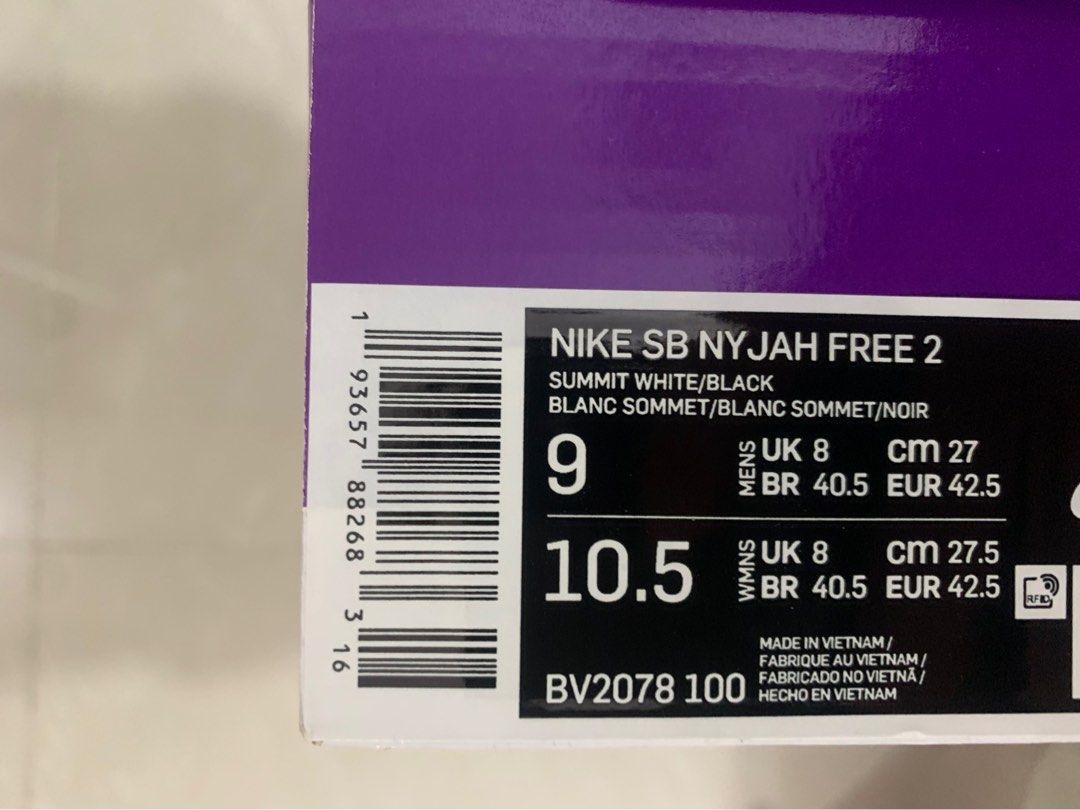 1 93657 88268 3 16
NIKE SB NYJAH FREE 2
SUMMIT WHITE/BLACK
BLANC SOMMET/BLANC SOMMET/NOIR
9 MENS UK 8 cm 27
BR 40.5 EUR 42.5
10.5 WMNS UK 8 cm 27.5
BR 40.5 EUR 42.5
RFID
MADE IN VIETNAM /
FABRIQUE AU VIETNAM /
FABRICADO NO VIETNÃ /
HECHO EN VIETNAM
BV2078 100